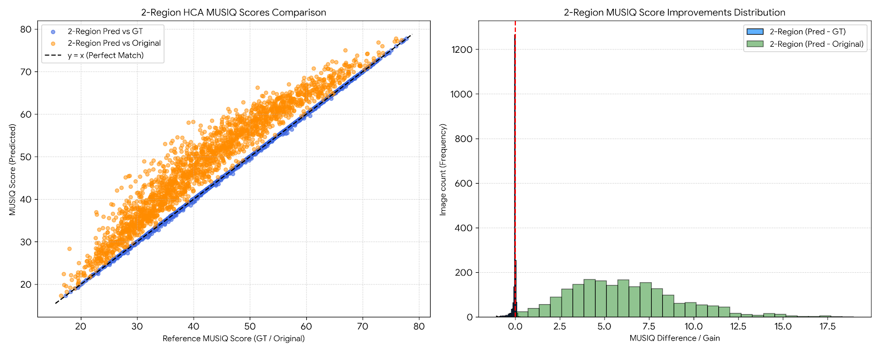 2-Region HCA MUSIQ Scores Comparison
2-Region Pred vs GT
2-Region Pred vs Original
y = x (Perfect Match)
80
70
60
50
40
30
20
MUSIQ Score (Predicted)
20
30
40
50
60
70
80
Reference MUSIQ Score (GT / Original)
2-Region MUSIQ Score Improvements Distribution
2-Region (Pred - GT)
2-Region (Pred - Original)
1200
1000
800
600
400
200
0
Image count (Frequency)
0.0
2.5
5.0
7.5
10.0
12.5
15.0
17.5
MUSIQ Difference / Gain